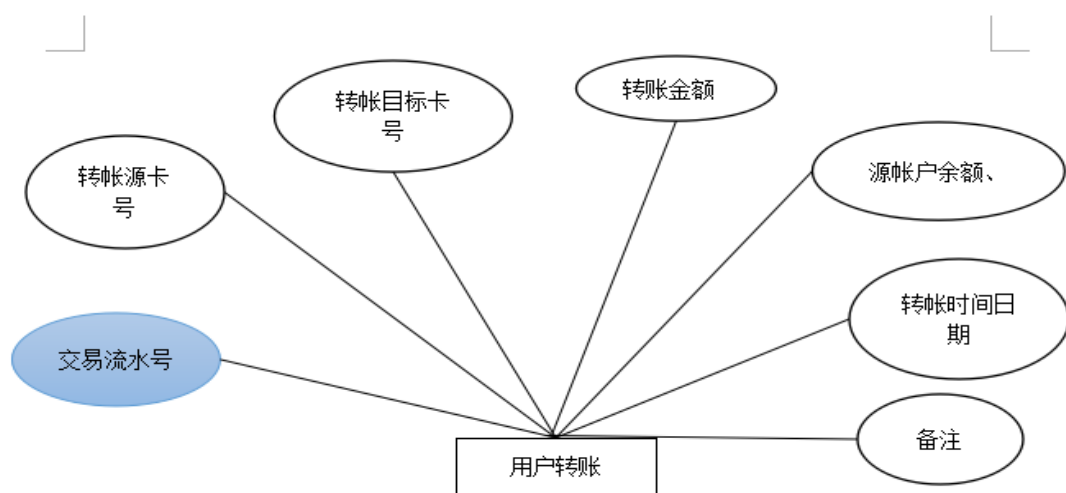 转帐目标卡
号
转账金额
转帐源卡
号
源帐户余额、
转帐时间日
期
交易流水号
备注
用户转账